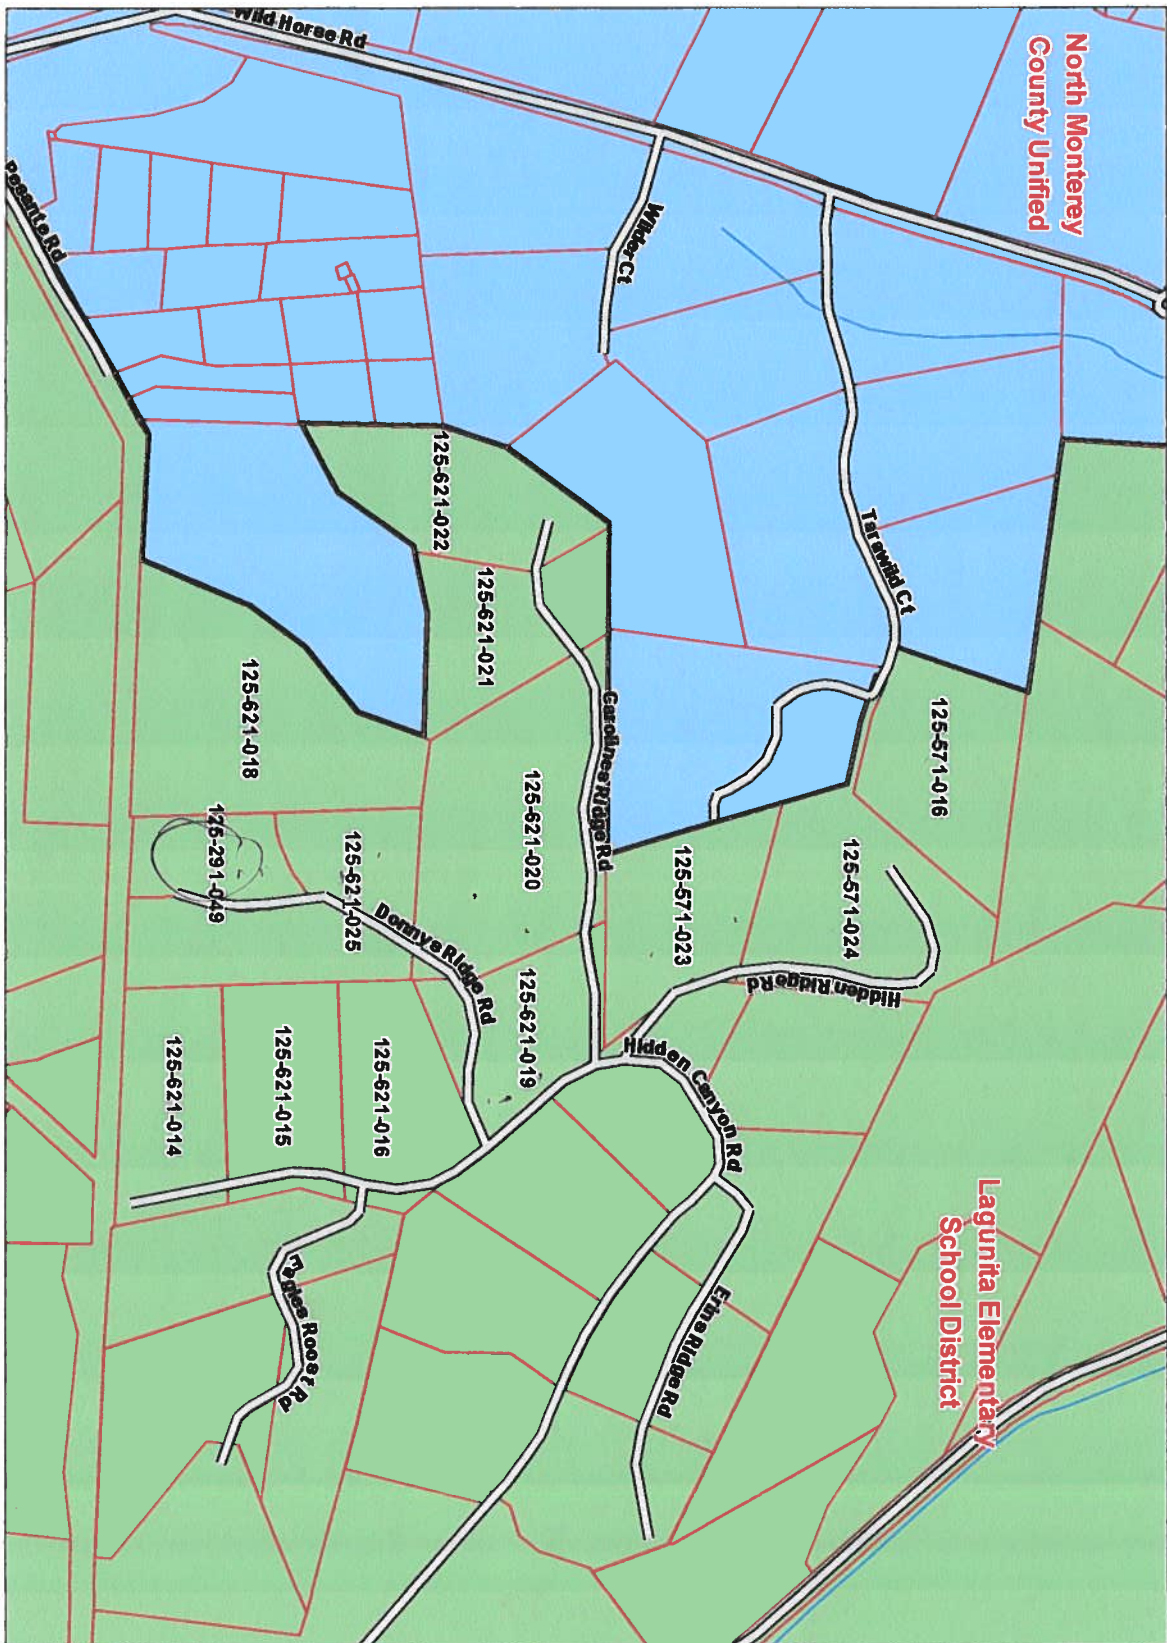 North Monterey
County Unified
Wild Horse Rd
Pesante Rd
Wilder Ct
Tarawild Ct
125-621-022
125-621-021
125-621-018
125-571-016
Carolines Ridge Rd
125-621-020
125-291-049
125-621-025
125-571-023
125-571-024
Donnys Ridge Rd
Hidden Ridge Rd
125-621-019
125-621-016
125-621-015
125-621-014
Hidden Canyon Rd
Lagunita Elementary
School District
Eagles Roost Rd
Erins Ridge Rd